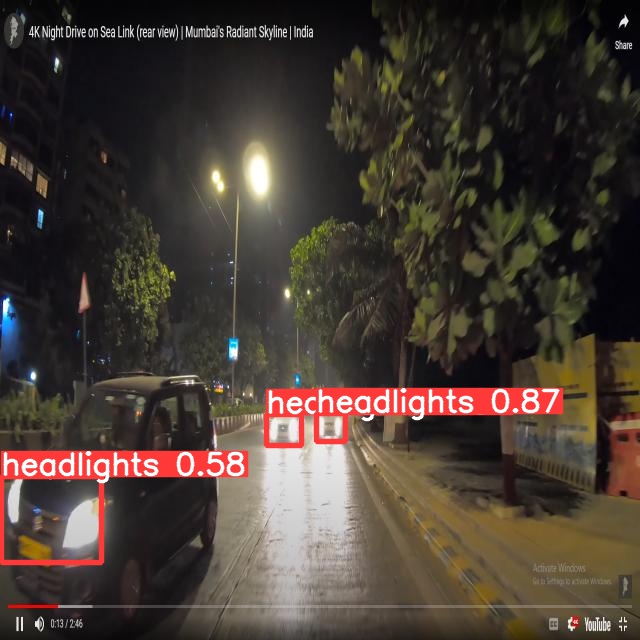 4K Night Drive on Sea Link (rear view) | Mumbai's Radiant Skyline | India
Share
headlights 0.87
headlights 0.58
Activate Windows
Go to Settings to activate Windows.
0:13 / 2:46
YouTube